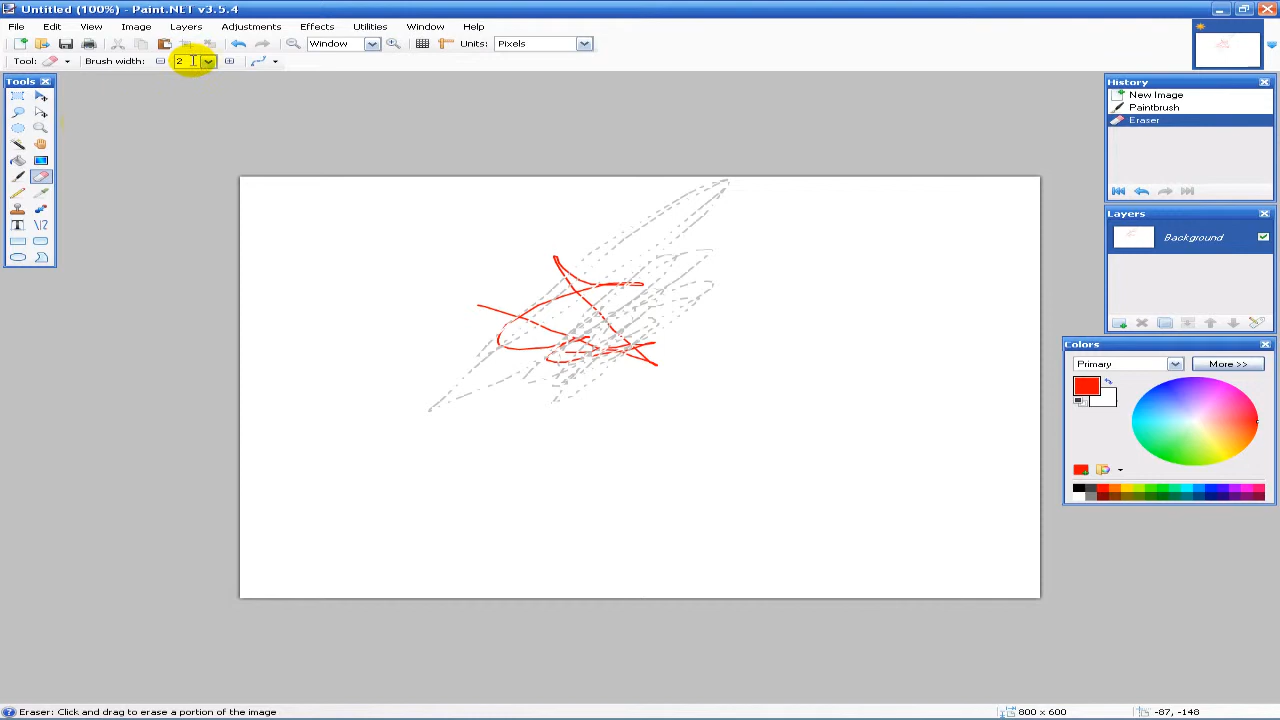 Untitled (100%) - Paint.NET v3.5.4
File Edit View Image Layers Adjustments Effects Utilities Window Help
Window Units: Pixels
Tool: Brush width: 2
Tools
History
New Image
Paintbrush
Eraser
Layers
Background
Colors
Primary More >>
Eraser: Click and drag to erase a portion of the image 800 x 600 -87, -148